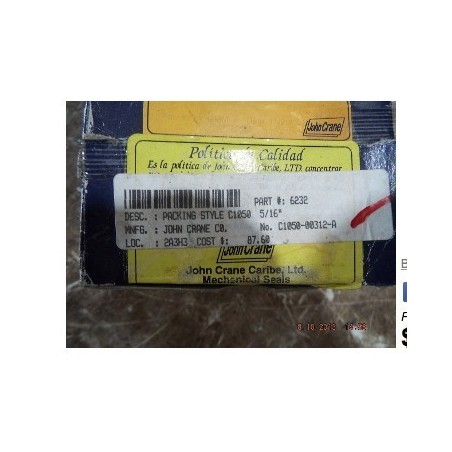 John Crane
Política de Calidad
Es la política de John Crane Caribe, LTD. concentrar
PART #: 6232
DESC. : PACKING STYLE C1050 5/16"
MNFG. : JOHN CRANE CO. No. C1050-00312-A
LOC. : 2A3H3 COST $: 87.60
John Crane
John Crane Caribe, Ltd.
Mechanical Seals